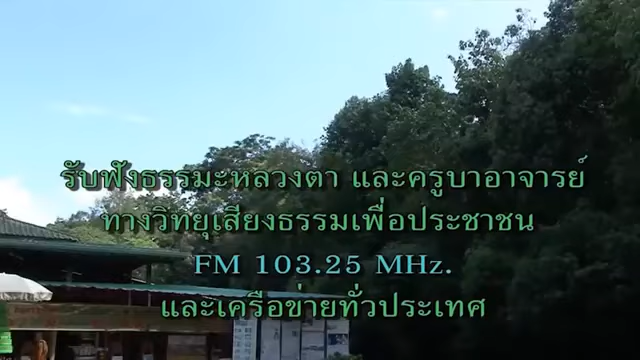 รับฟังธรรมะหลวงตา และครูบาอาจารย์
ทางวิทยุเสียงธรรมเพื่อประชาชน
FM 103.25 MHz.
และเครือข่ายทั่วประเทศ